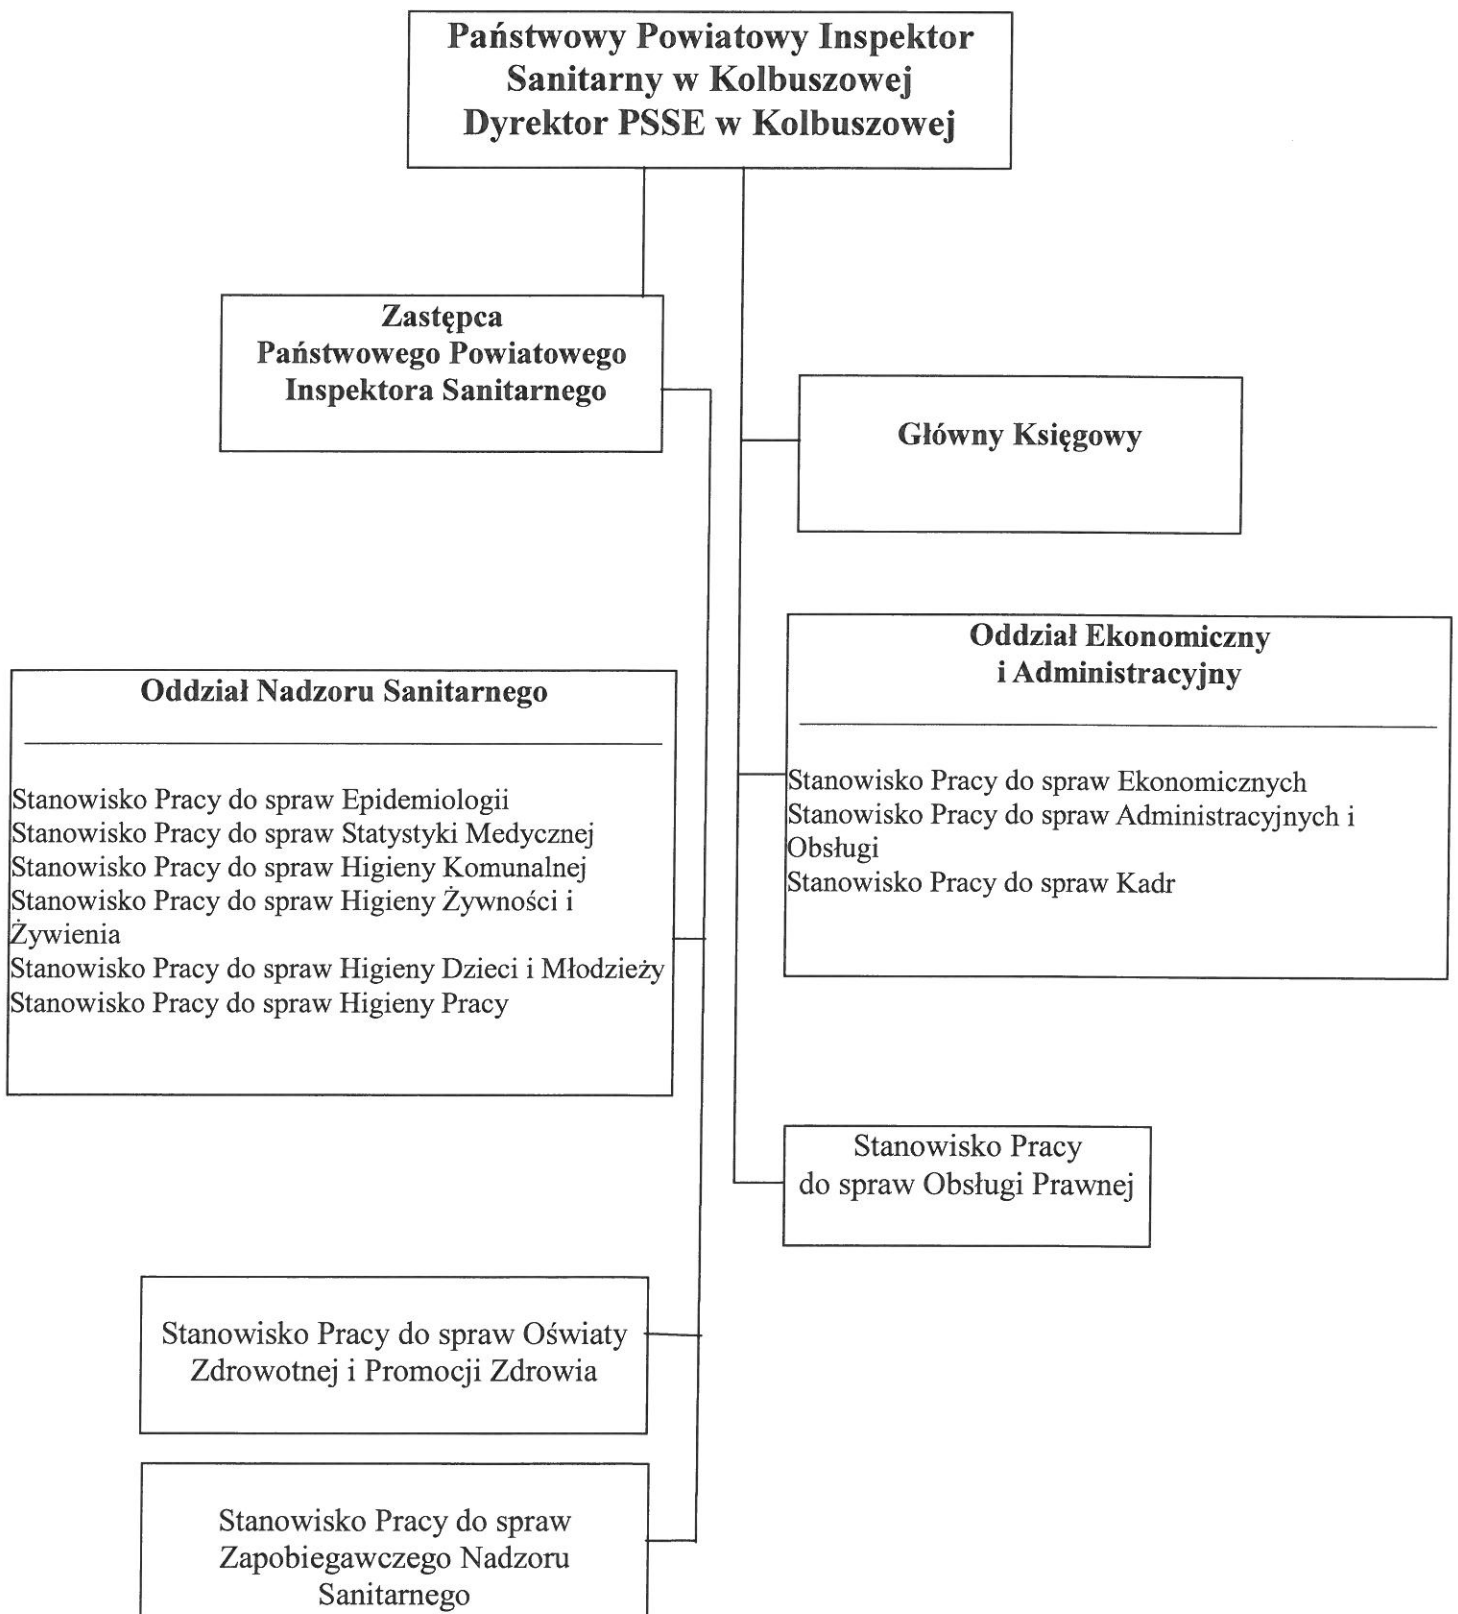 Państwowy Powiatowy Inspektor
Sanitarny w Kolbuszowej
Dyrektor PSSE w Kolbuszowej
Zastępca
Państwowego Powiatowego
Inspektora Sanitarnego
Główny Księgowy
Oddział Ekonomiczny
i Administracyjny
Stanowisko Pracy do spraw Ekonomicznych
Stanowisko Pracy do spraw Administracyjnych i
Obsługi
Stanowisko Pracy do spraw Kadr
Oddział Nadzoru Sanitarnego
Stanowisko Pracy do spraw Epidemiologii
Stanowisko Pracy do spraw Statystyki Medycznej
Stanowisko Pracy do spraw Higieny Komunalnej
Stanowisko Pracy do spraw Higieny Żywności i
Żywienia
Stanowisko Pracy do spraw Higieny Dzieci i Młodzieży
Stanowisko Pracy do spraw Higieny Pracy
Stanowisko Pracy
do spraw Obsługi Prawnej
Stanowisko Pracy do spraw Oświaty
Zdrowotnej i Promocji Zdrowia
Stanowisko Pracy do spraw
Zapobiegawczego Nadzoru
Sanitarnego